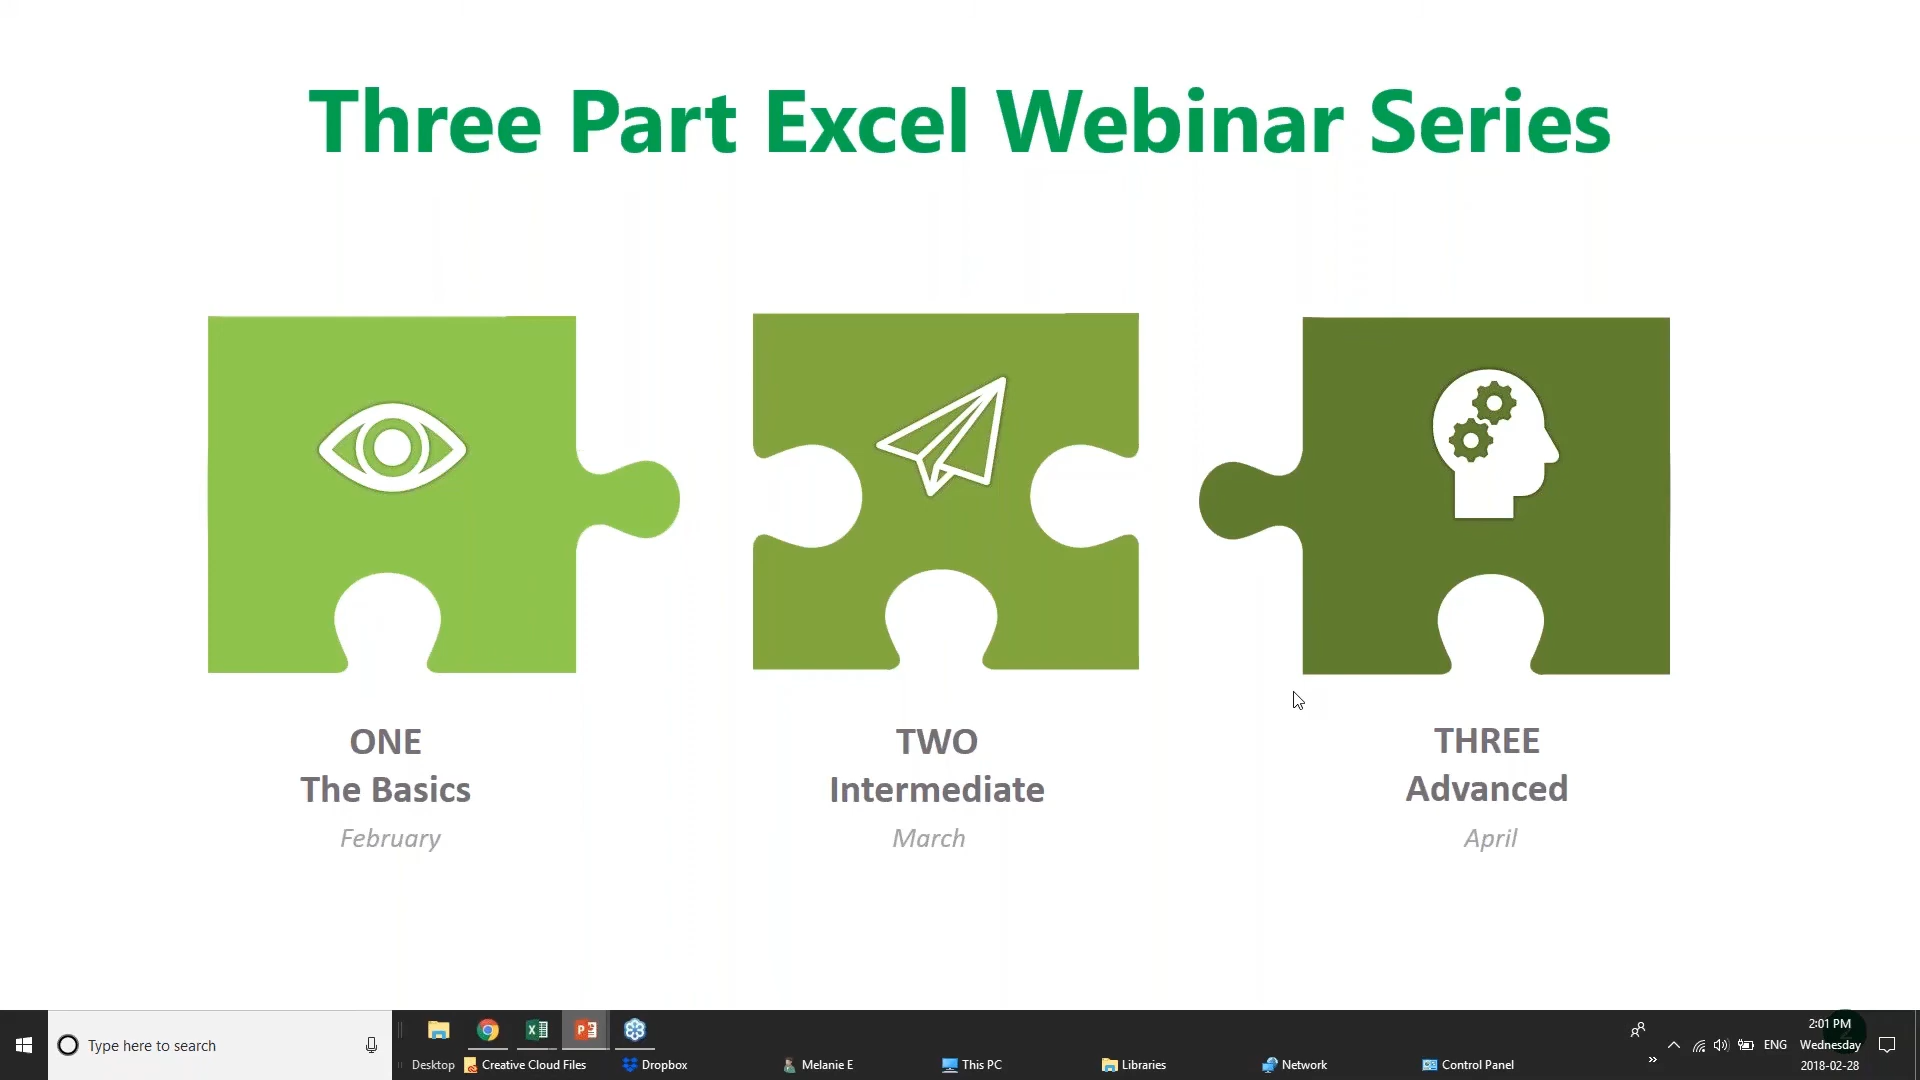 Three Part Excel Webinar Series
ONE
The Basics
February
TWO
Intermediate
March
THREE
Advanced
April
Type here to search
Desktop
Creative Cloud Files
Dropbox
Melanie E
This PC
Libraries
Network
Control Panel
ENG
2:01 PM
Wednesday
2018-02-28